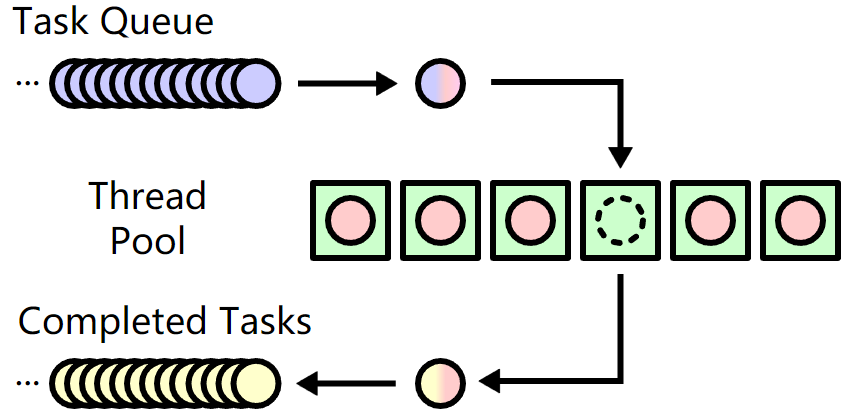 Task Queue
...
Thread
Pool
Completed Tasks
...